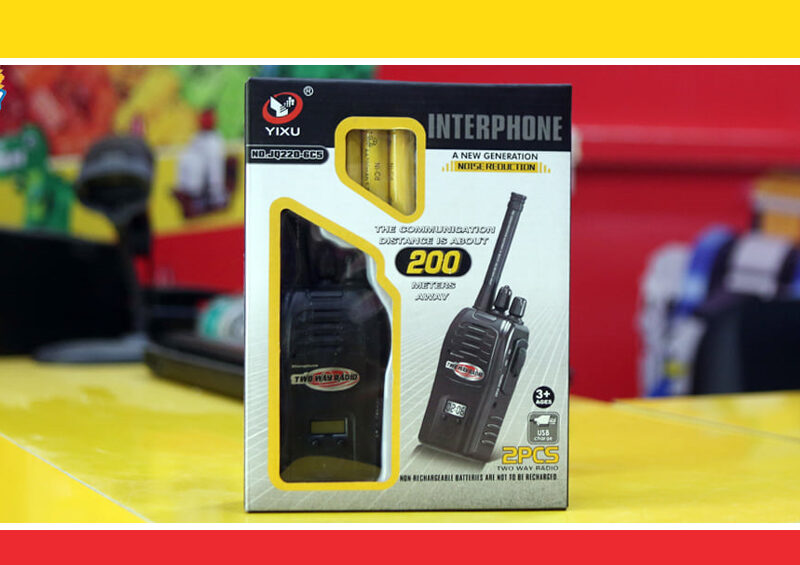 ®
YIXU
INTERPHONE
NO.JQ220-6C5
A NEW GENERATION
NOISE REDUCTION
THE COMMUNICATION
DISTANCE IS ABOUT
200
METERS
AWAY
TWO WAY RADIO
3+
AGES
USB
charge
2PCS
TWO WAY RADIO
NON-RECHARGEABLE BATTERIES ARE NOT TO BE RECHARGED.